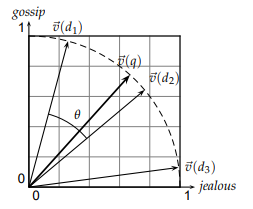 gossip
1
v⃗(d₁)
v⃗(q)
v⃗(d₂)
θ
v⃗(d₃)
0
0
1
jealous